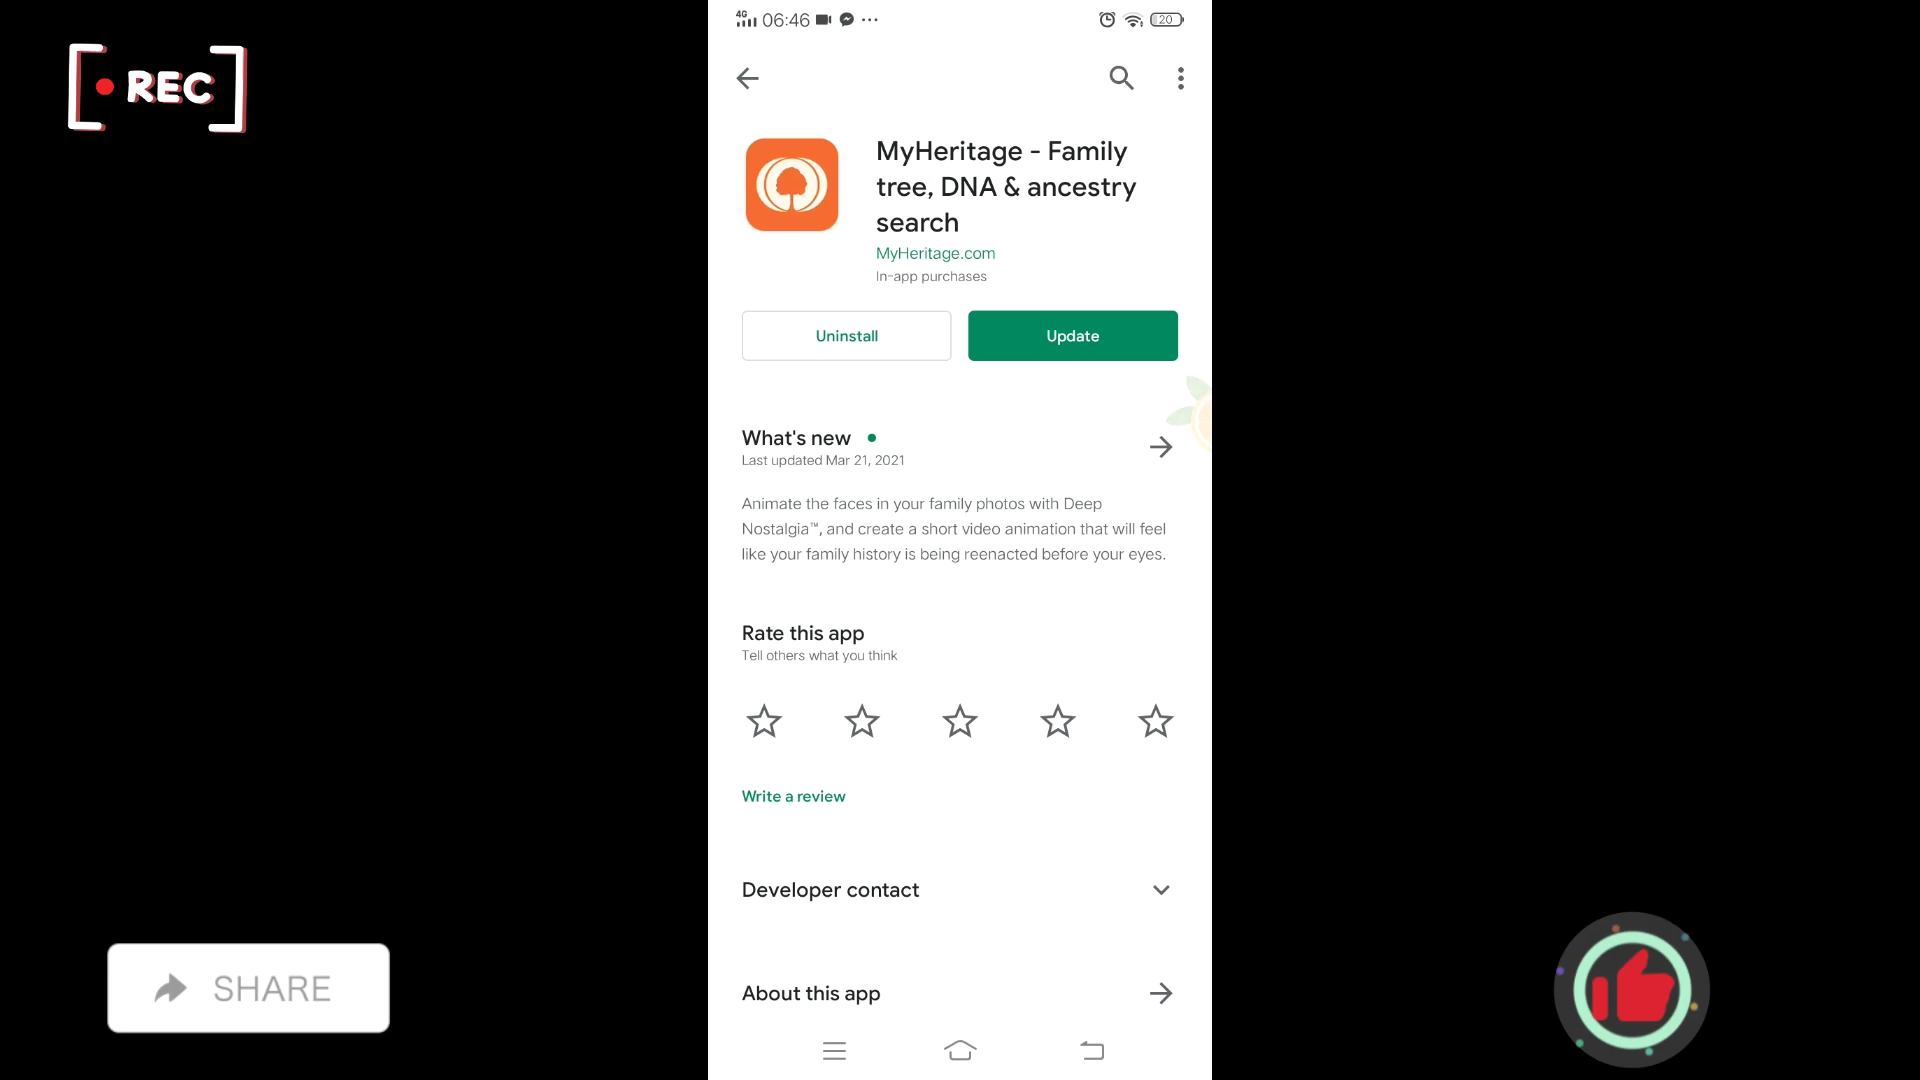 REC
4G 06:46
20
MyHeritage - Family
tree, DNA & ancestry
search
MyHeritage.com
In-app purchases
Uninstall
Update
What's new
Last updated Mar 21, 2021
Animate the faces in your family photos with Deep
Nostalgia™, and create a short video animation that will feel
like your family history is being reenacted before your eyes.
Rate this app
Tell others what you think
Write a review
Developer contact
About this app
SHARE